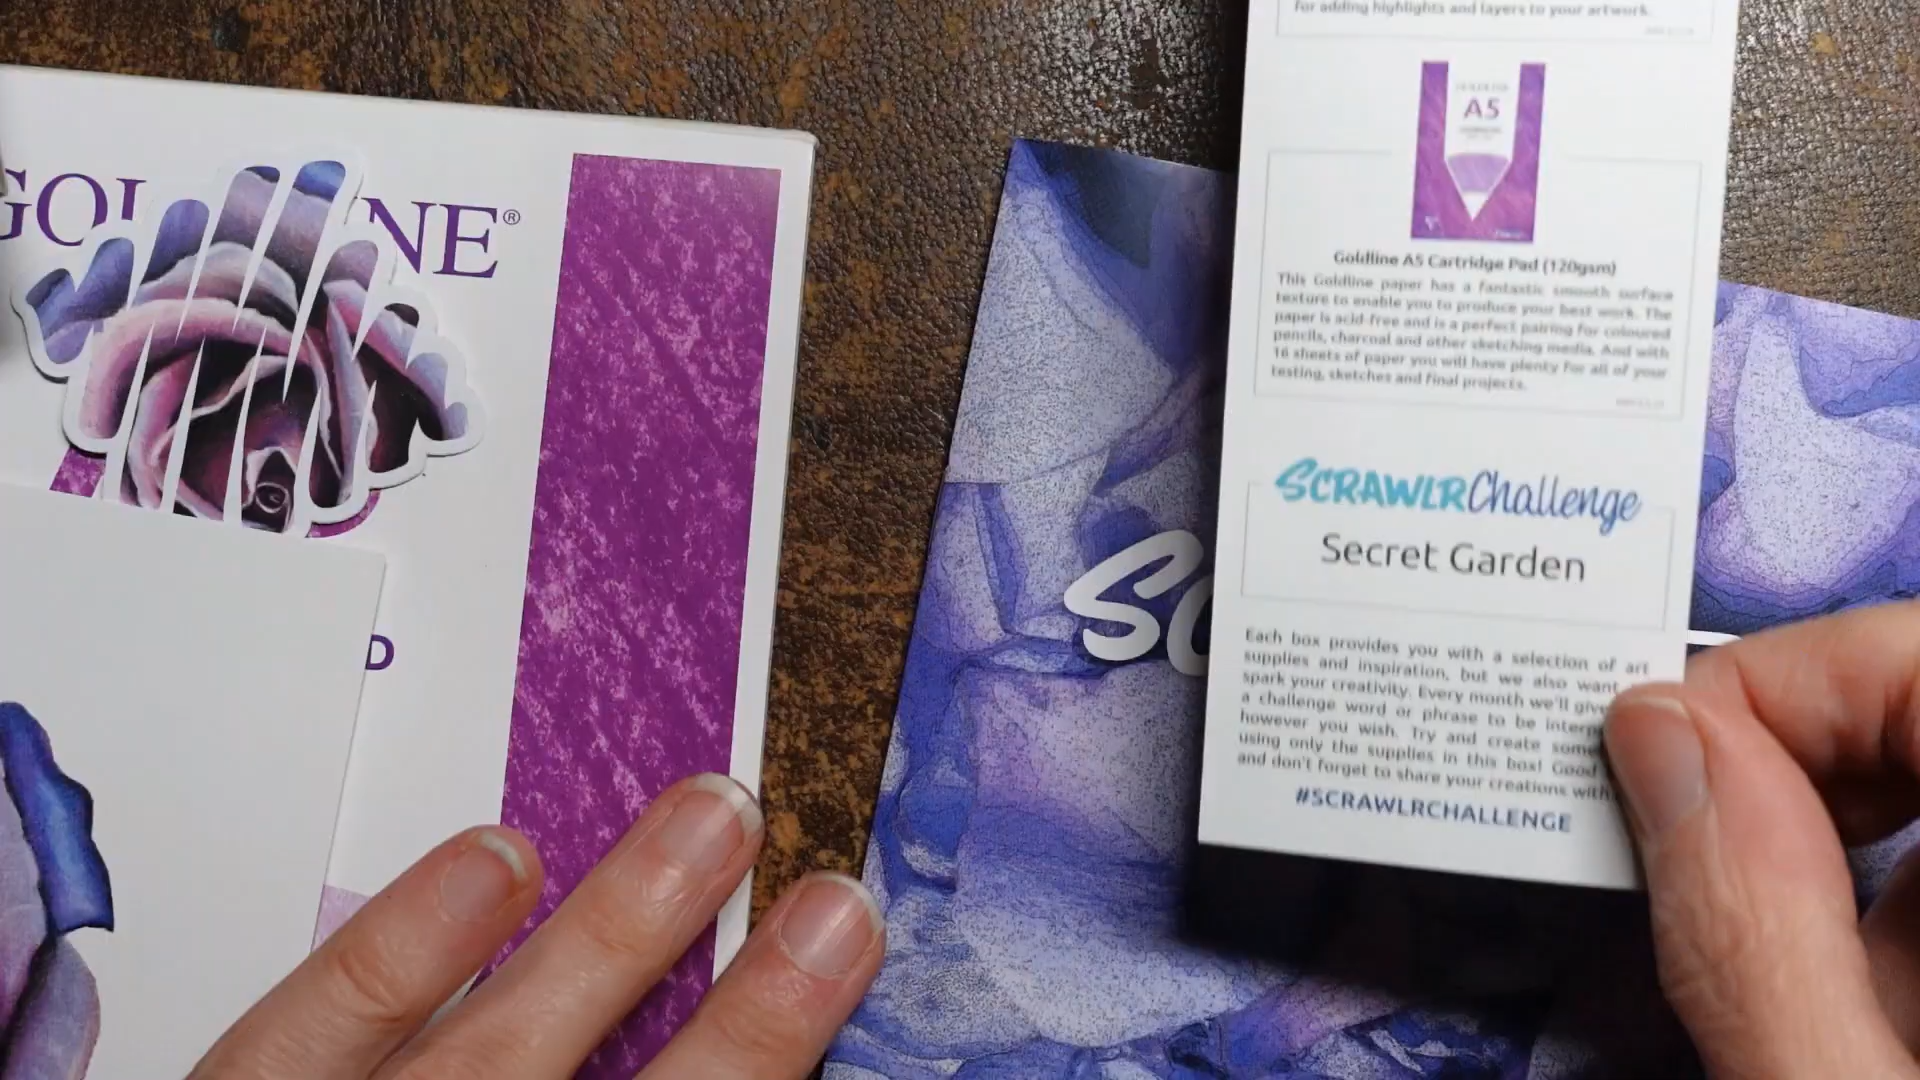 GOL NE®
D
SC
for adding highlights and layers to your artwork.
A5
Goldline A5 Cartridge Pad (120gsm)
This Goldline paper has a fantastic smooth surface
texture to enable you to produce your best work. The
paper is acid-free and is a perfect pairing for coloured
pencils, charcoal and other sketching media. And with
16 sheets of paper you will have plenty for all of your
testing, sketches and final projects.
SCRAWLRChallenge
Secret Garden
Each box provides you with a selection of art
supplies and inspiration, but we also want
spark your creativity. Every month we'll give
a challenge word or phrase to be interp
however you wish. Try and create some
using only the supplies in this box! Good
and don't forget to share your creations with
#SCRAWLRCHALLENGE